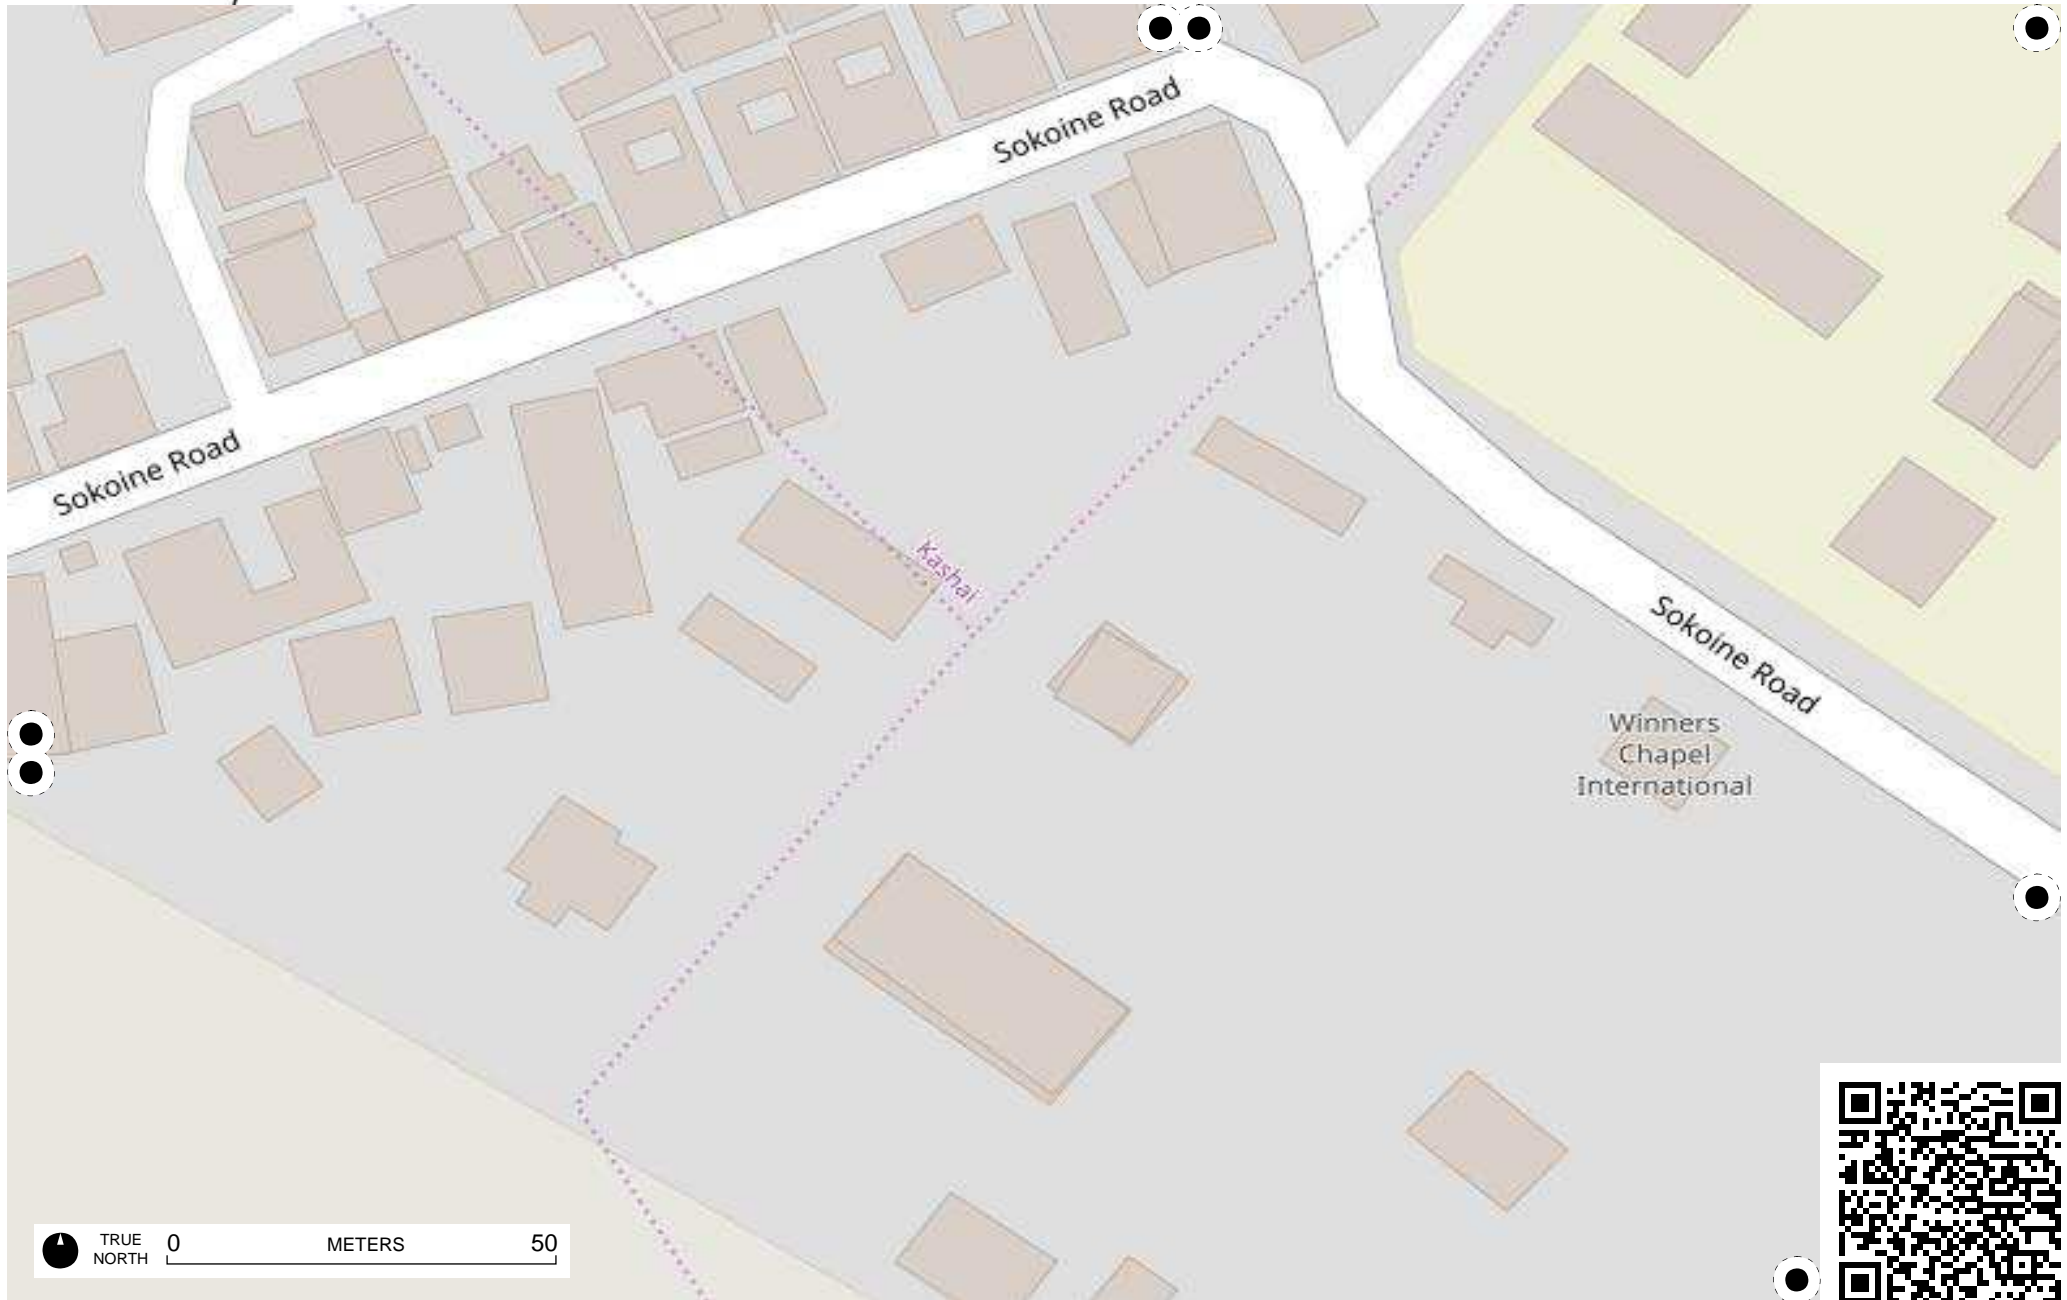 Sokoine Road
Sokoine Road
Kashai
Sokoine Road
Winners
Chapel
International
TRUE
NORTH
0
METERS
50